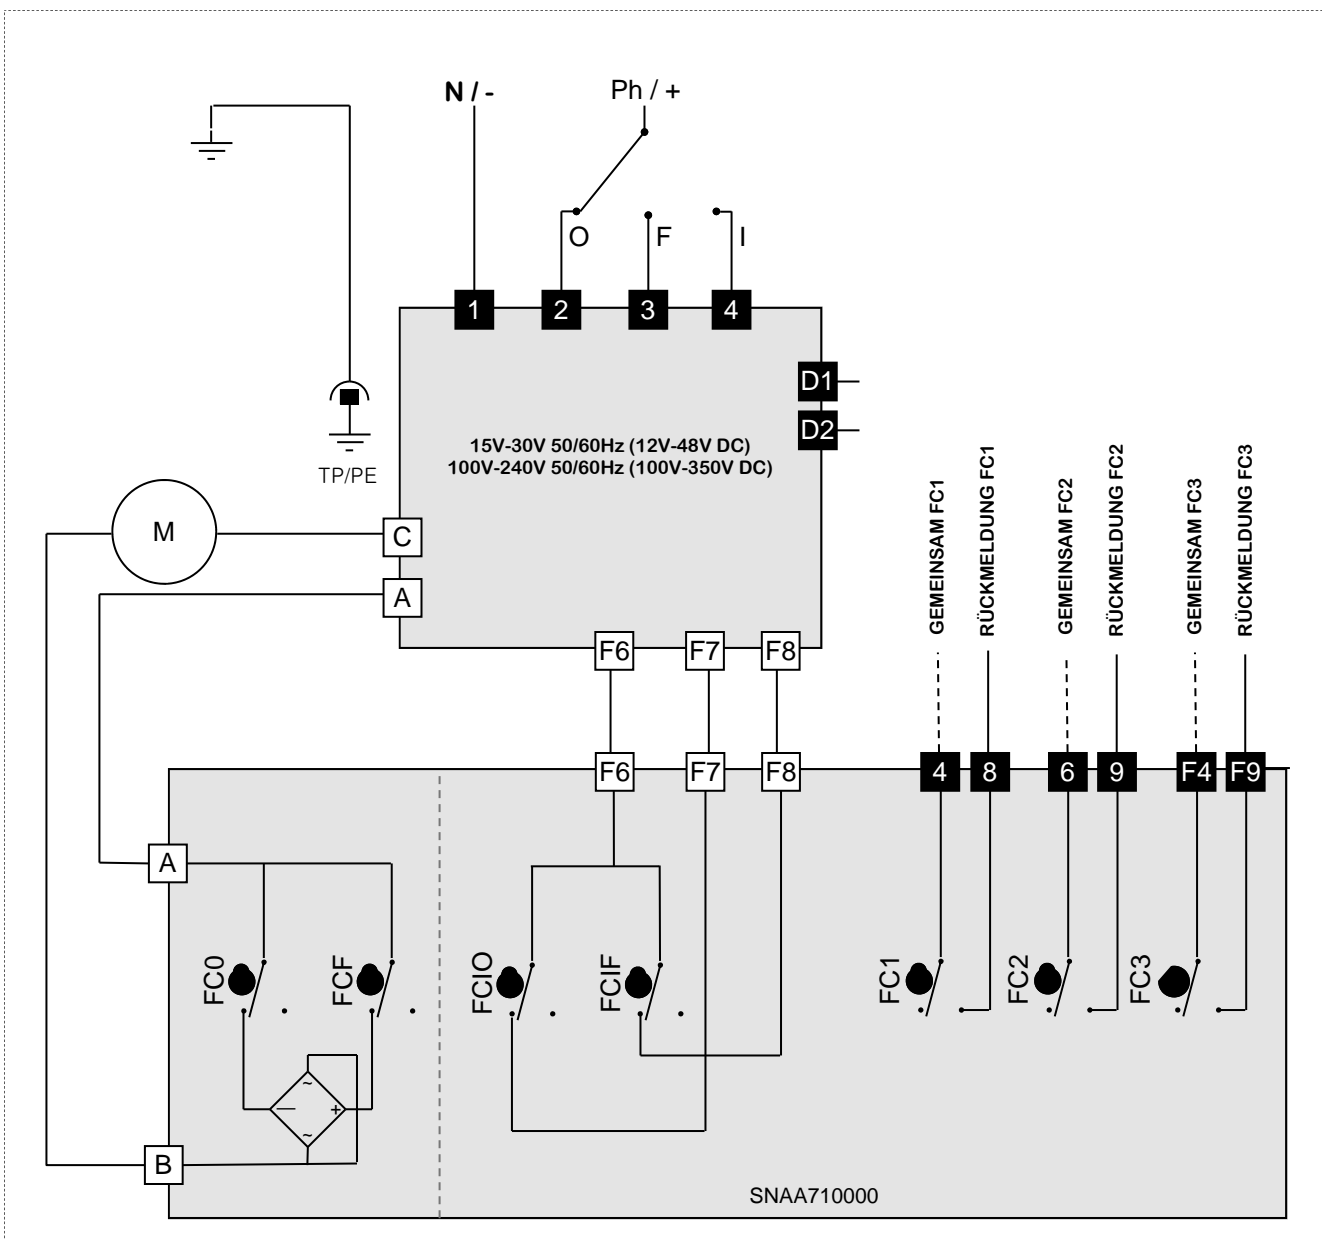 N / -
Ph / +
O
F
I
1
2
3
4
D1
D2
15V-30V 50/60Hz (12V-48V DC)
100V-240V 50/60Hz (100V-350V DC)
TP/PE
M
C
A
F6
F7
F8
GEMEINSAM FC1
RÜCKMELDUNG FC1
GEMEINSAM FC2
RÜCKMELDUNG FC2
GEMEINSAM FC3
RÜCKMELDUNG FC3
F6
F7
F8
4
8
6
9
F4
F9
A
FC0
FCF
FCIO
FCIF
FC1
FC2
FC3
~
—
+
~
B
SNAA710000